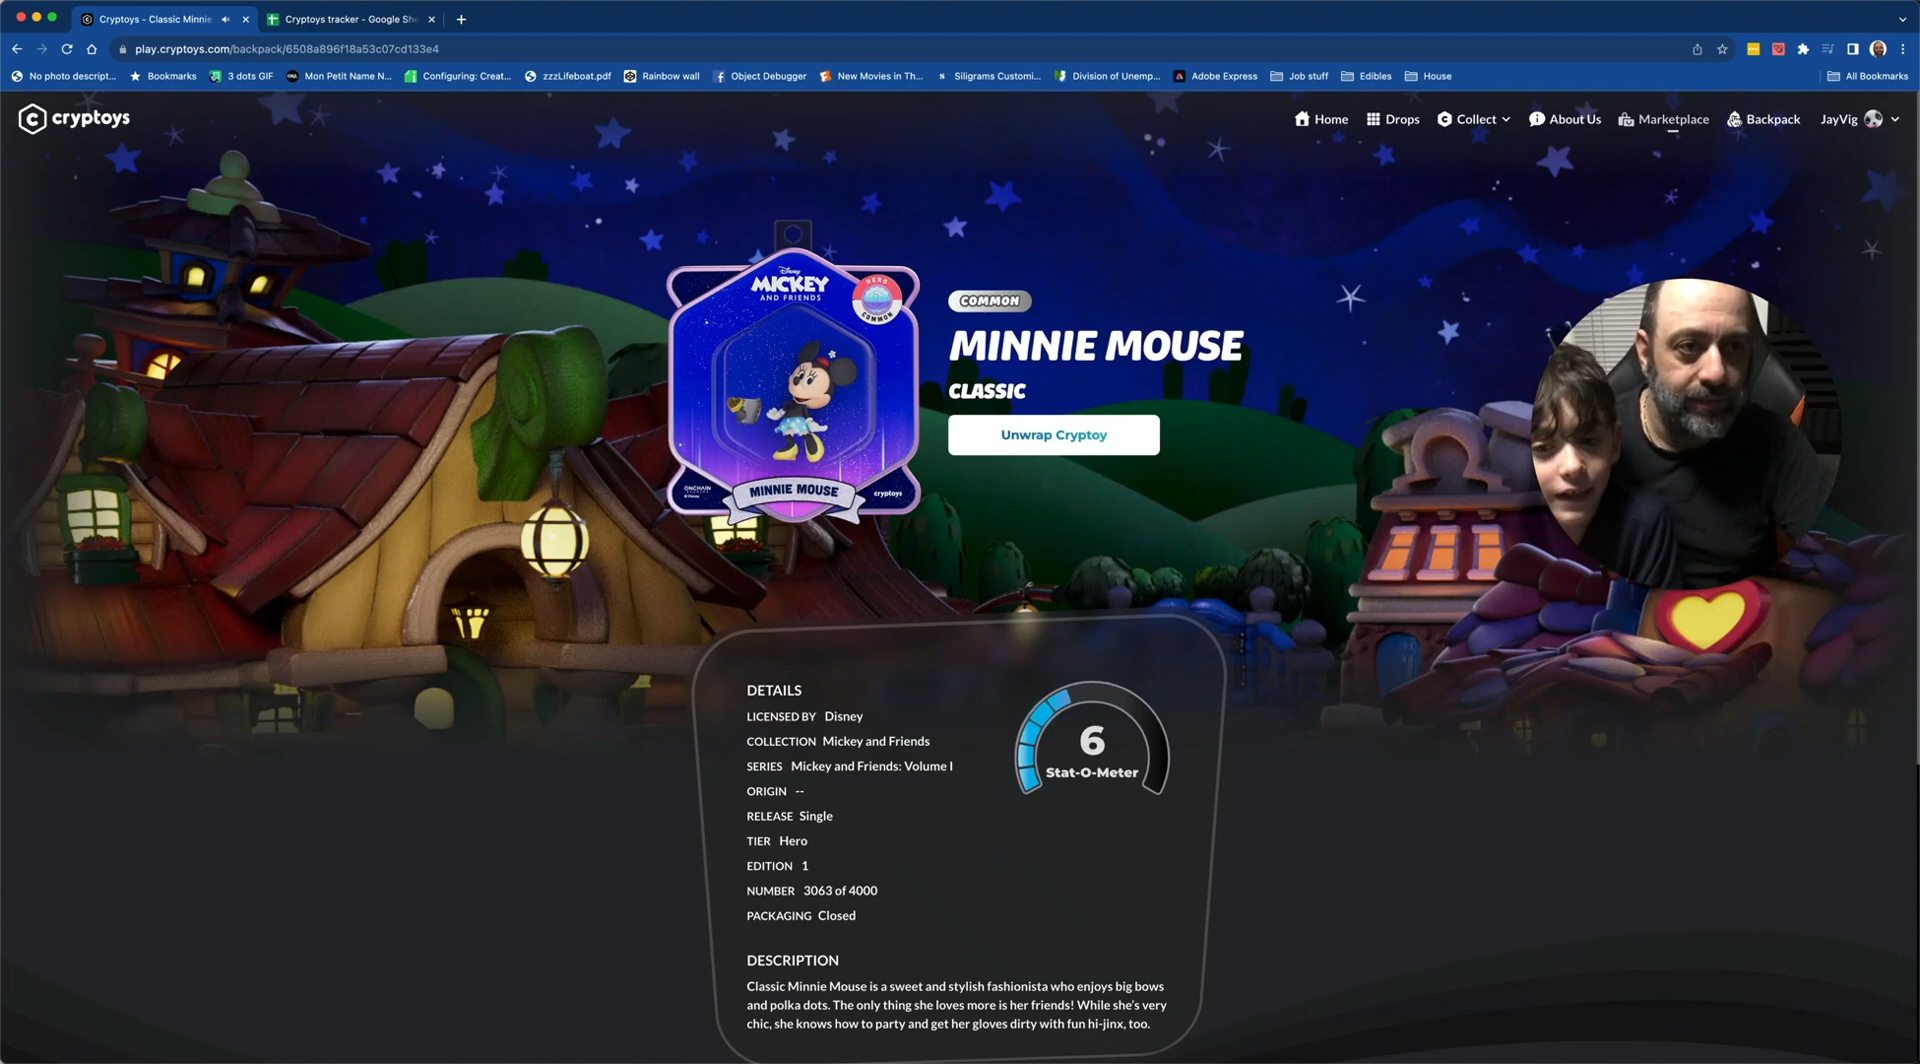 Cryptoys - Classic Minnie
Cryptoys tracker - Google She
play.cryptoys.com/backpack/6508a896f18a53c07cd133e4
No photo descript...
Bookmarks
3 dots GIF
Mon Petit Name N...
Configuring: Creat...
zzzLifeboat.pdf
Rainbow wall
Object Debugger
New Movies in Th...
Siligrams Customi...
Division of Unemp...
Adobe Express
Job stuff
Edibles
House
All Bookmarks
cryptoys
Home
Drops
Collect
About Us
Marketplace
Backpack
JayVig
Disney
MICKEY
AND FRIENDS
HERO
COMMON
MINNIE MOUSE
ONCHAIN
cryptoys
COMMON
MINNIE MOUSE
CLASSIC
Unwrap Cryptoy
DETAILS
LICENSED BY Disney
COLLECTION Mickey and Friends
SERIES Mickey and Friends: Volume I
ORIGIN --
RELEASE Single
TIER Hero
EDITION 1
NUMBER 3063 of 4000
PACKAGING Closed
6
Stat-O-Meter
DESCRIPTION
Classic Minnie Mouse is a sweet and stylish fashionista who enjoys big bows
and polka dots. The only thing she loves more is her friends! While she's very
chic, she knows how to party and get her gloves dirty with fun hi-jinx, too.